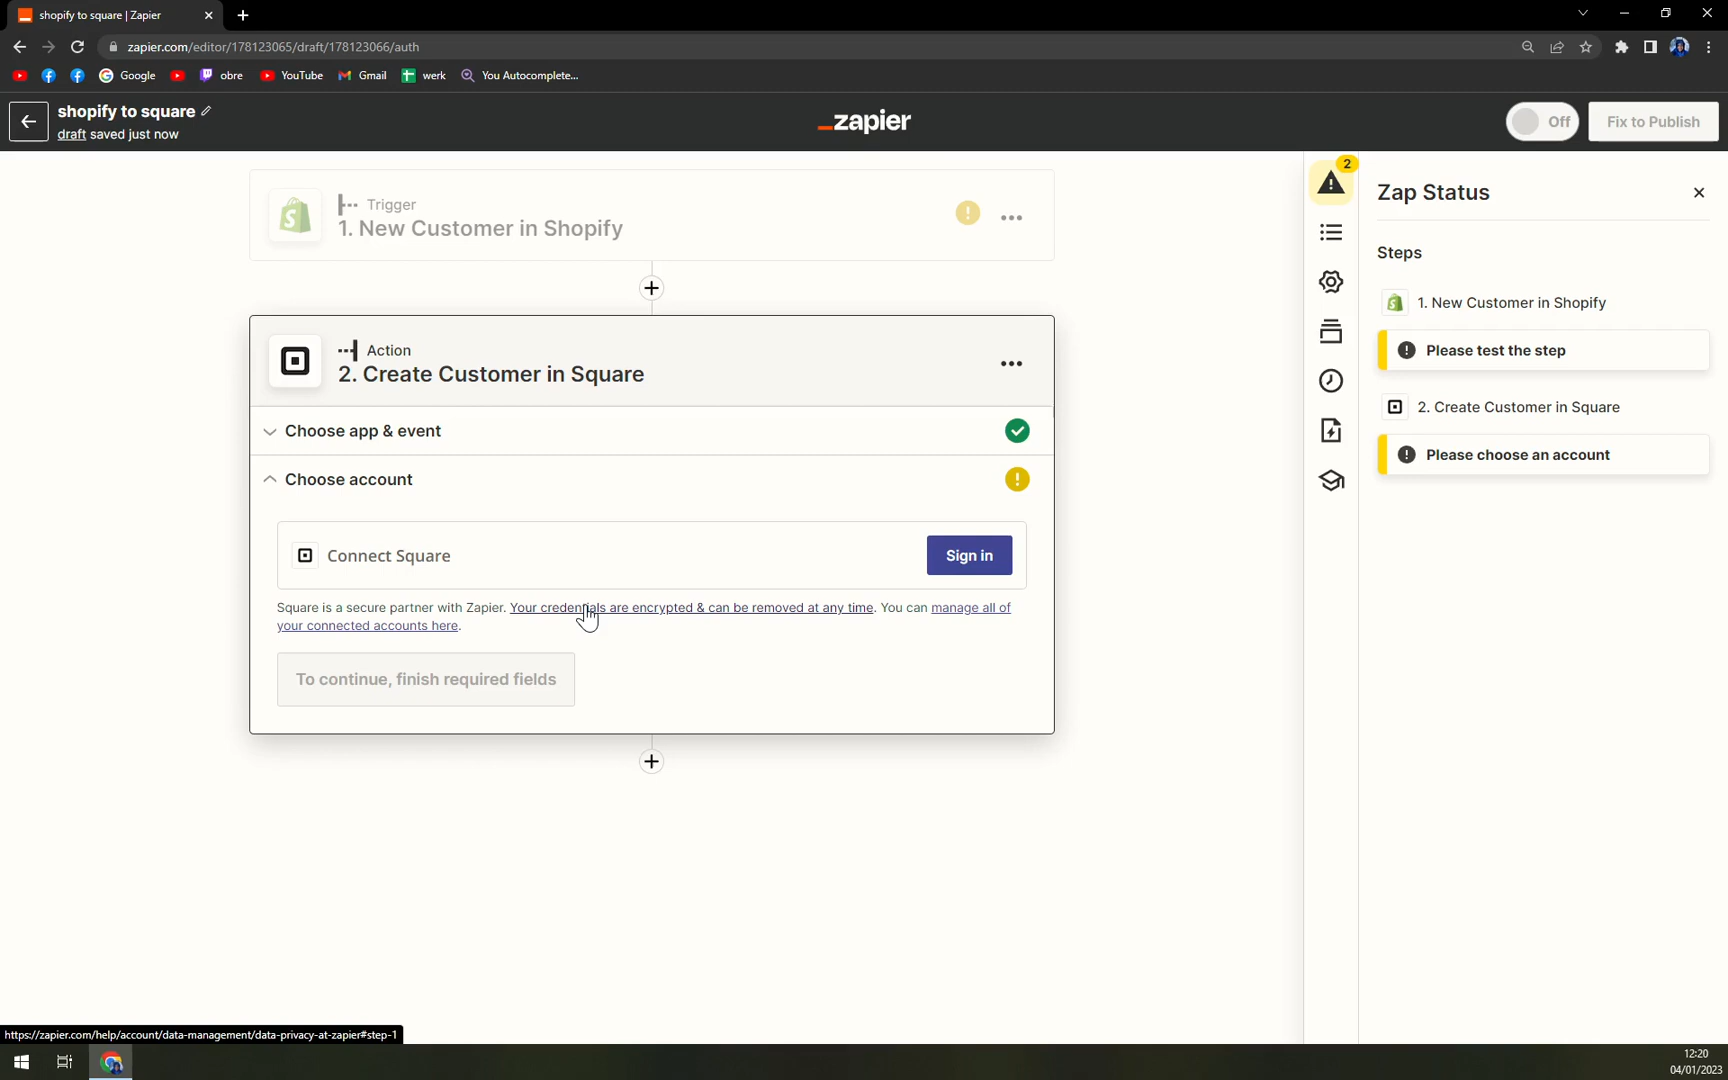 shopify to square | Zapier
zapier.com/editor/178123065/draft/178123066/auth
Google
obre
YouTube
Gmail
werk
You Autocomplete...
shopify to square
draft saved just now
_zapier
Off
Fix to Publish
Trigger
1. New Customer in Shopify
2
Zap Status
Steps
1. New Customer in Shopify
Please test the step
2. Create Customer in Square
Please choose an account
Action
2. Create Customer in Square
Choose app & event
Choose account
Connect Square
Sign in
Square is a secure partner with Zapier. Your credentials are encrypted & can be removed at any time. You can manage all of
your connected accounts here.
To continue, finish required fields
https://zapier.com/help/account/data-management/data-privacy-at-zapier#step-1
12:20
04/01/2023